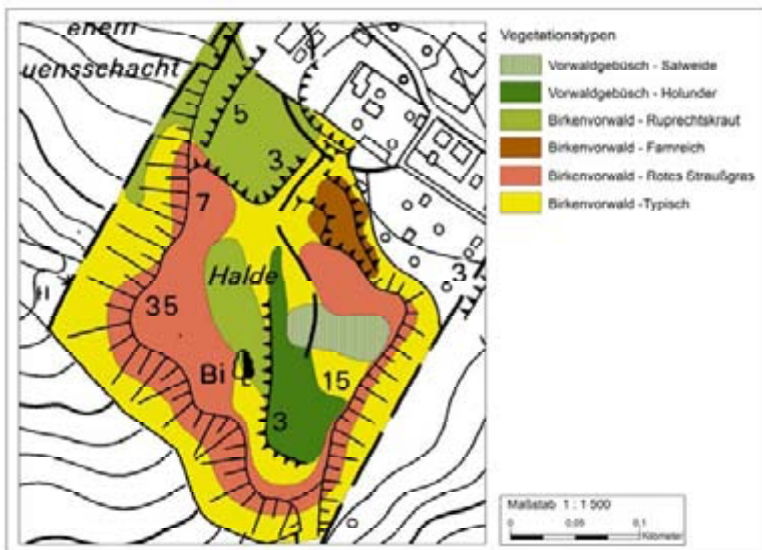 enem
uensschacht
5
3
7
Halde
35
Bi
15
3
3
Vegetationstypen
Vorwaldgebüsch - Salweide
Vorwaldgebüsch - Holunder
Birkenvorwald - Ruprechtskraut
Birkenvorwald - Farnreich
Birkenvorwald - Rotes Straußgras
Birkenvorwald -Typisch
Maßstab 1 : 1 500
0 0,05 0,1
Kilometer